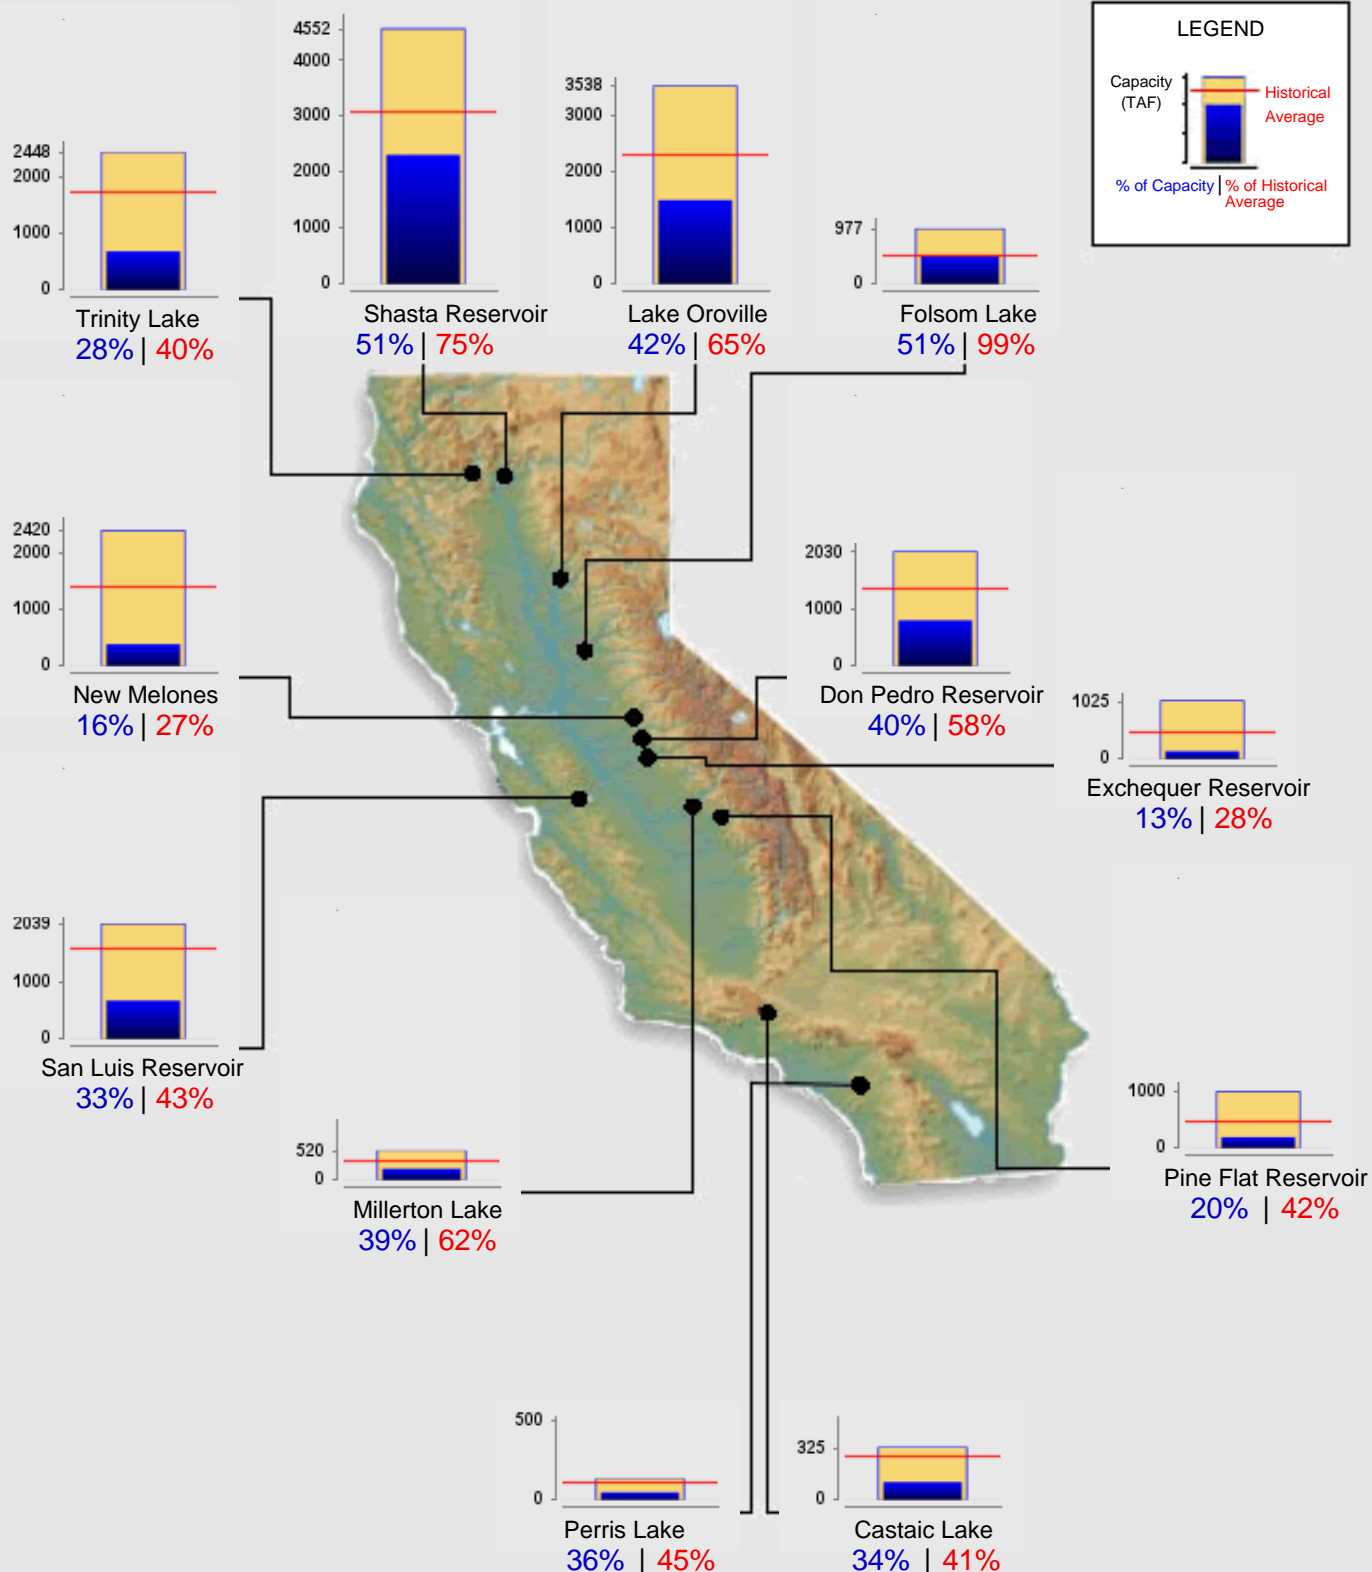 LEGEND
Capacity
(TAF)
Historical
Average
% of Capacity | % of Historical
Average
2448
2000
1000
0
Trinity Lake
28% | 40%
4552
4000
3000
2000
1000
0
Shasta Reservoir
51% | 75%
3538
3000
2000
1000
0
Lake Oroville
42% | 65%
977
0
Folsom Lake
51% | 99%
2420
2000
1000
0
New Melones
16% | 27%
2030
1000
0
Don Pedro Reservoir
40% | 58%
1025
0
Exchequer Reservoir
13% | 28%
2039
1000
0
San Luis Reservoir
33% | 43%
520
0
Millerton Lake
39% | 62%
1000
0
Pine Flat Reservoir
20% | 42%
500
0
Perris Lake
36% | 45%
325
0
Castaic Lake
34% | 41%